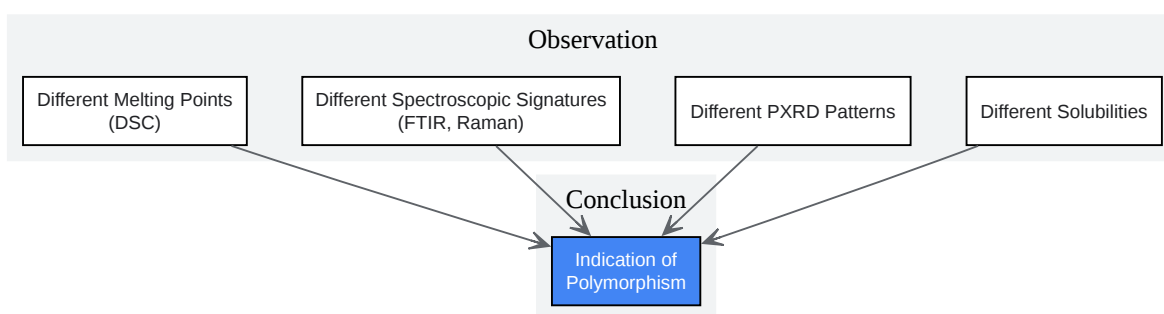 Observation
Different Melting Points
(DSC)
Different Spectroscopic Signatures
(FTIR, Raman)
Different PXRD Patterns
Different Solubilities
Conclusion
Indication of
Polymorphism